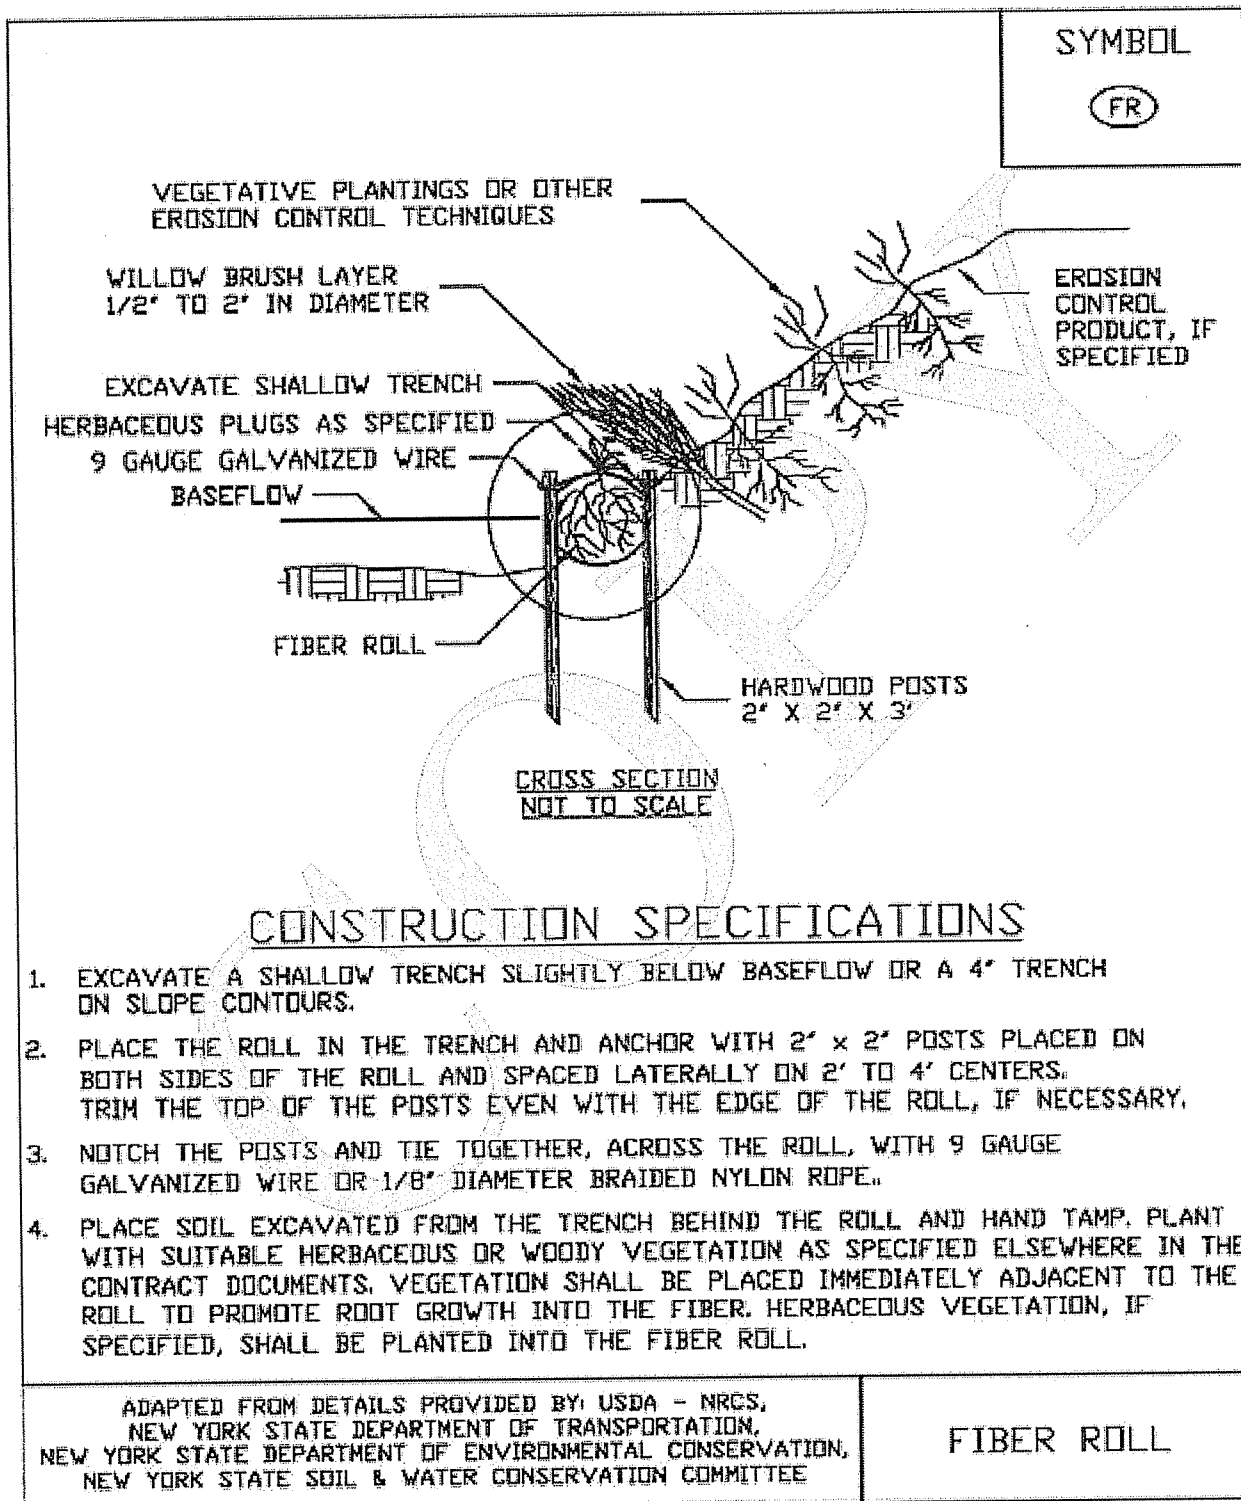 SYMBOL
FR
VEGETATIVE PLANTINGS OR OTHER
EROSION CONTROL TECHNIQUES
WILLOW BRUSH LAYER
1/2" TO 2" IN DIAMETER
EROSION
CONTROL
PRODUCT, IF
SPECIFIED
EXCAVATE SHALLOW TRENCH
HERBACEOUS PLUGS AS SPECIFIED
9 GAUGE GALVANIZED WIRE
BASEFLOW
FIBER ROLL
HARDWOOD POSTS
2" X 2" X 3'
CROSS SECTION
NOT TO SCALE
COPY
CONSTRUCTION SPECIFICATIONS
1. EXCAVATE A SHALLOW TRENCH SLIGHTLY BELOW BASEFLOW OR A 4" TRENCH
ON SLOPE CONTOURS.
2. PLACE THE ROLL IN THE TRENCH AND ANCHOR WITH 2" x 2" POSTS PLACED ON
BOTH SIDES OF THE ROLL AND SPACED LATERALLY ON 2' TO 4' CENTERS.
TRIM THE TOP OF THE POSTS EVEN WITH THE EDGE OF THE ROLL, IF NECESSARY.
3. NOTCH THE POSTS AND TIE TOGETHER, ACROSS THE ROLL, WITH 9 GAUGE
GALVANIZED WIRE OR 1/8" DIAMETER BRAIDED NYLON ROPE.
4. PLACE SOIL EXCAVATED FROM THE TRENCH BEHIND THE ROLL AND HAND TAMP. PLANT
WITH SUITABLE HERBACEOUS OR WOODY VEGETATION AS SPECIFIED ELSEWHERE IN THE
CONTRACT DOCUMENTS. VEGETATION SHALL BE PLACED IMMEDIATELY ADJACENT TO THE
ROLL TO PROMOTE ROOT GROWTH INTO THE FIBER. HERBACEOUS VEGETATION, IF
SPECIFIED, SHALL BE PLANTED INTO THE FIBER ROLL.
ADAPTED FROM DETAILS PROVIDED BY: USDA - NRCS,
NEW YORK STATE DEPARTMENT OF TRANSPORTATION,
NEW YORK STATE DEPARTMENT OF ENVIRONMENTAL CONSERVATION,
NEW YORK STATE SOIL & WATER CONSERVATION COMMITTEE
FIBER ROLL